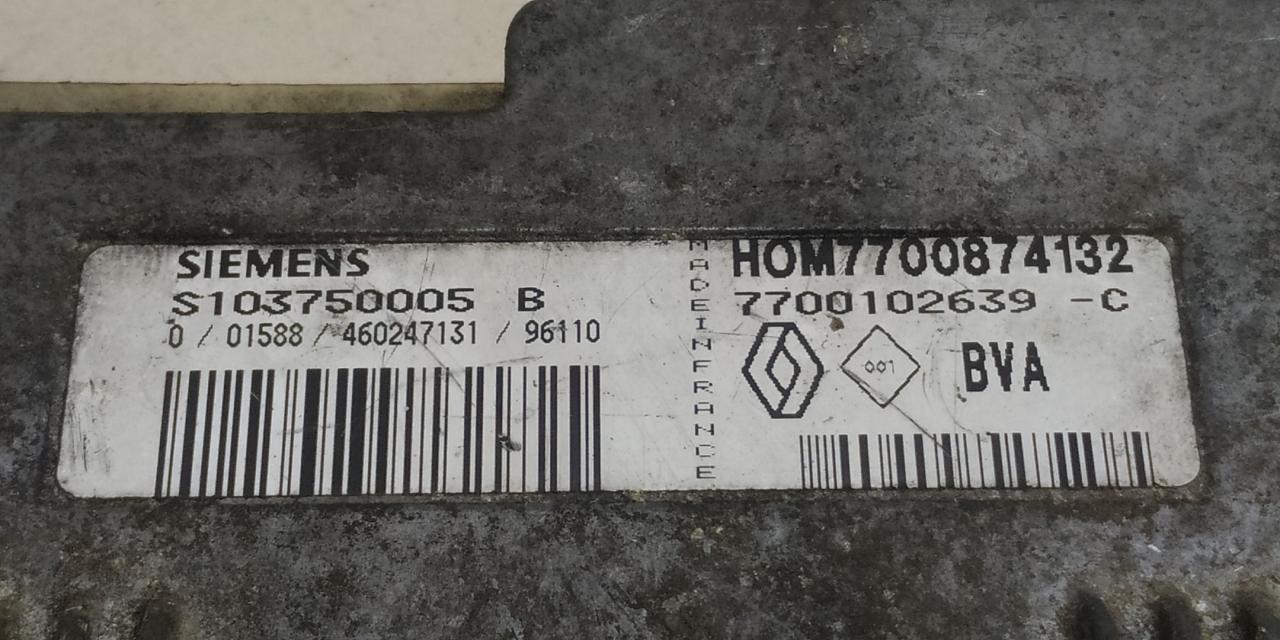 SIEMENS
S103750005 B
0 / 01588 / 460247131 / 96110
MADE IN FRANCE
HOM7700874132
7700102639 -C
001
BVA